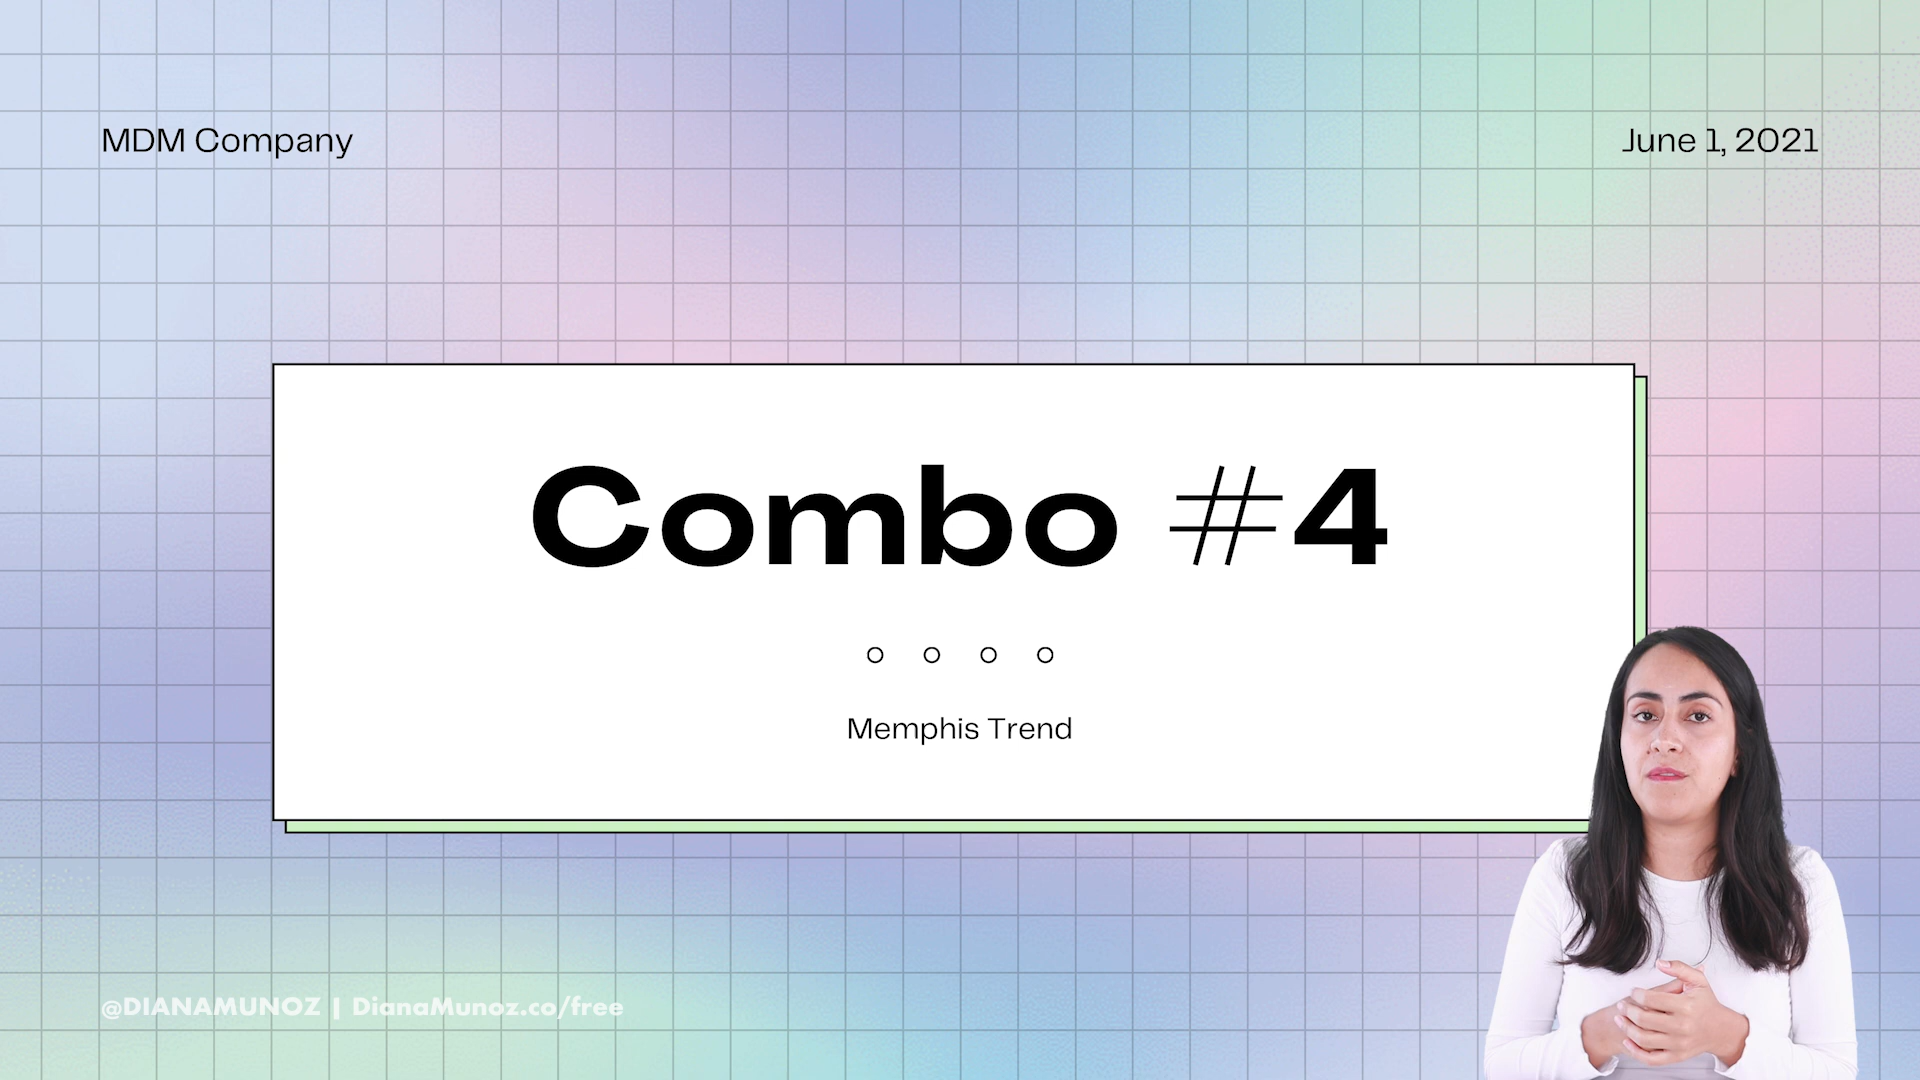 MDM Company
June 1, 2021
Combo #4
Memphis Trend
@DIANAMUNOZ | DianaMunoz.co/free